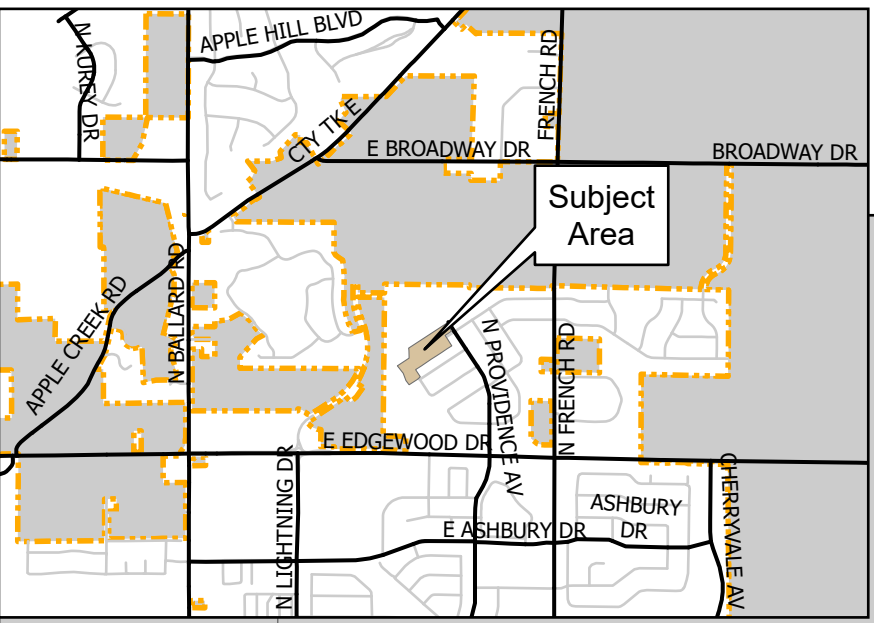 APPLE HILL BLVD
N KUREY DR
FRENCH RD
CTY TK E
E BROADWAY DR
BROADWAY DR
Subject
Area
N BALLARD RD
APPLE CREEK RD
N PROVIDENCE AV
N FRENCH RD
E EDGEWOOD DR
N LIGHTNING DR
CHERRYVALE AV
ASHBURY
DR
E ASHBURY DR